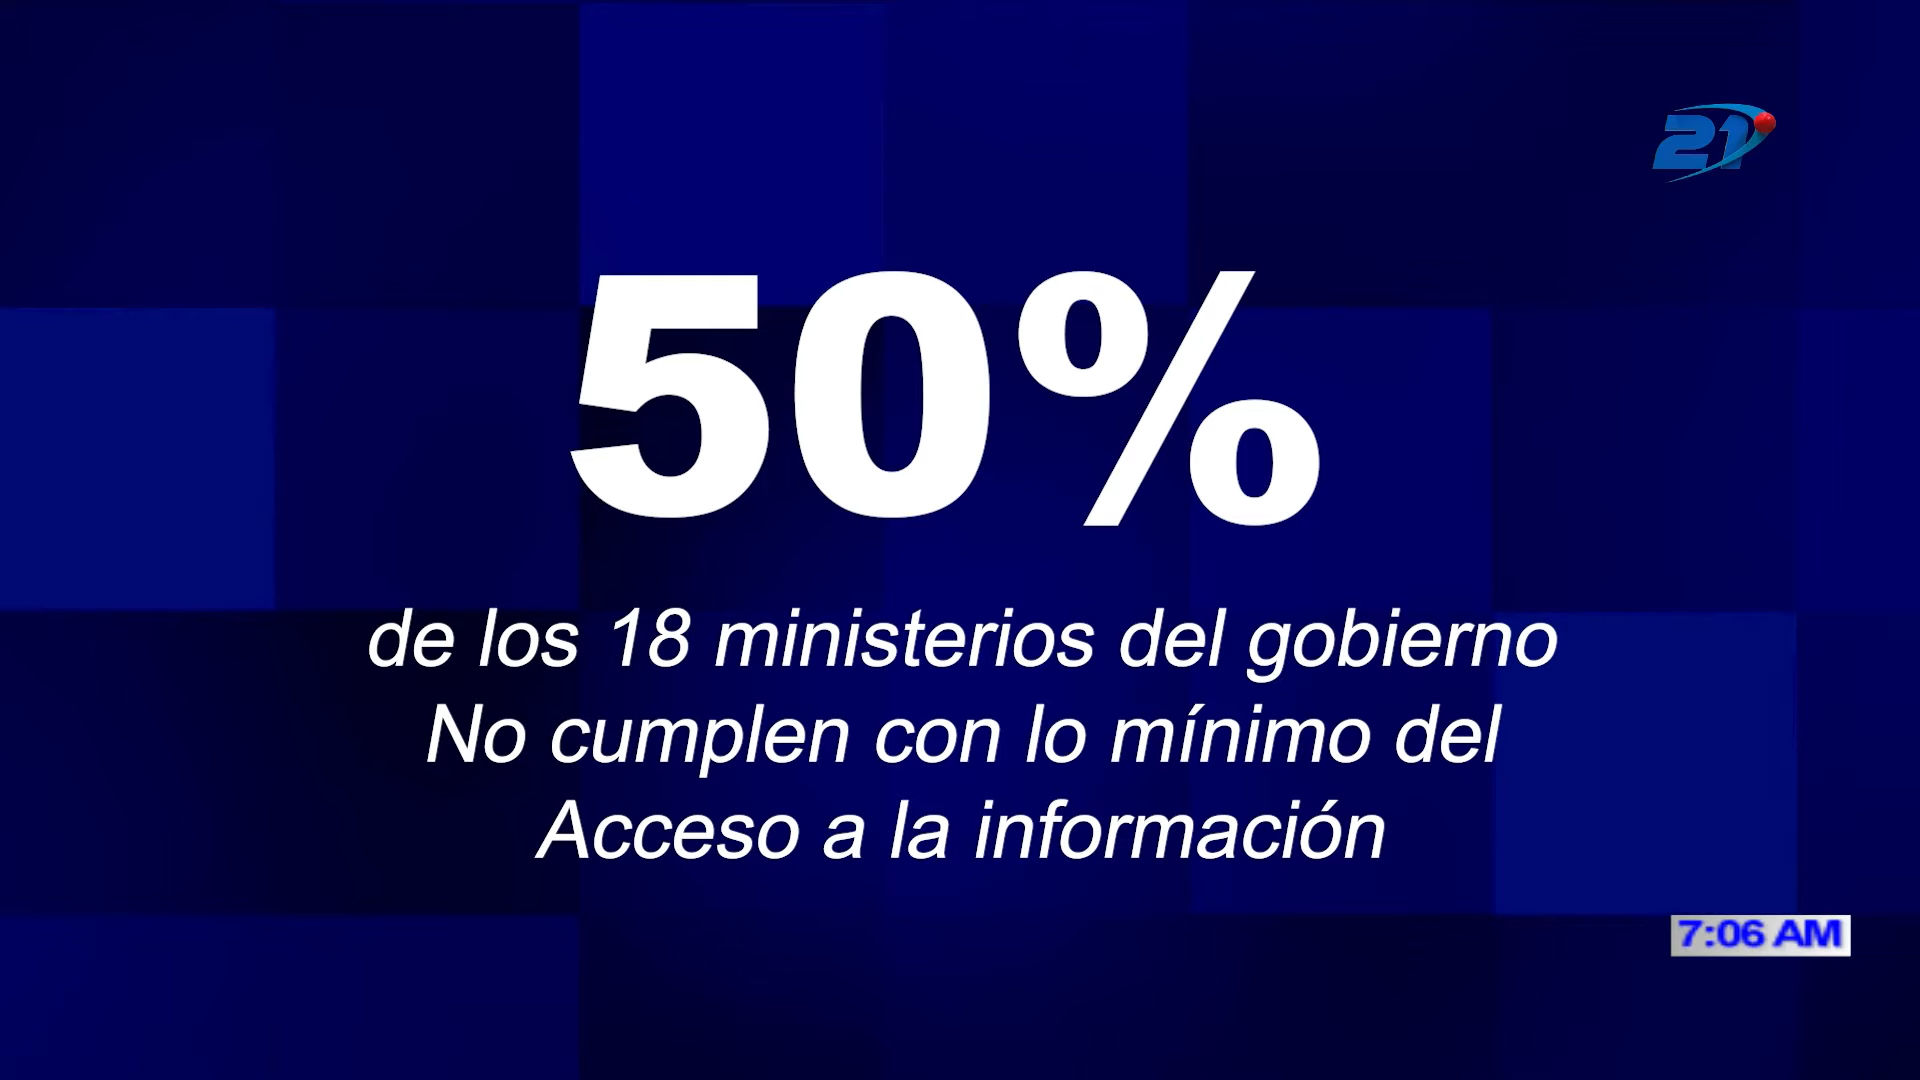 21
50%
de los 18 ministerios del gobierno
No cumplen con lo mínimo del
Acceso a la información
7:06 AM